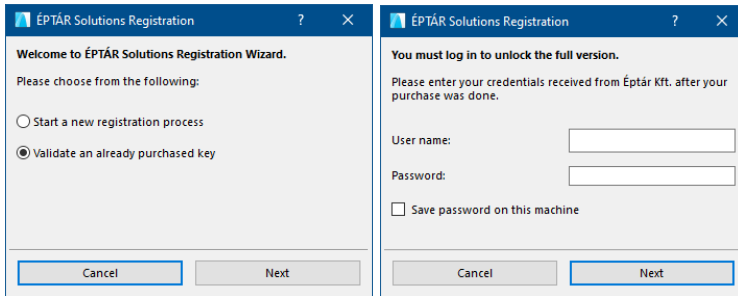 ÉPTÁR Solutions Registration
Welcome to ÉPTÁR Solutions Registration Wizard.
Please choose from the following:
Start a new registration process
Validate an already purchased key
Cancel Next
ÉPTÁR Solutions Registration
You must log in to unlock the full version.
Please enter your credentials received from Éptár Kft. after your
purchase was done.
User name:
Password:
Save password on this machine
Cancel Next